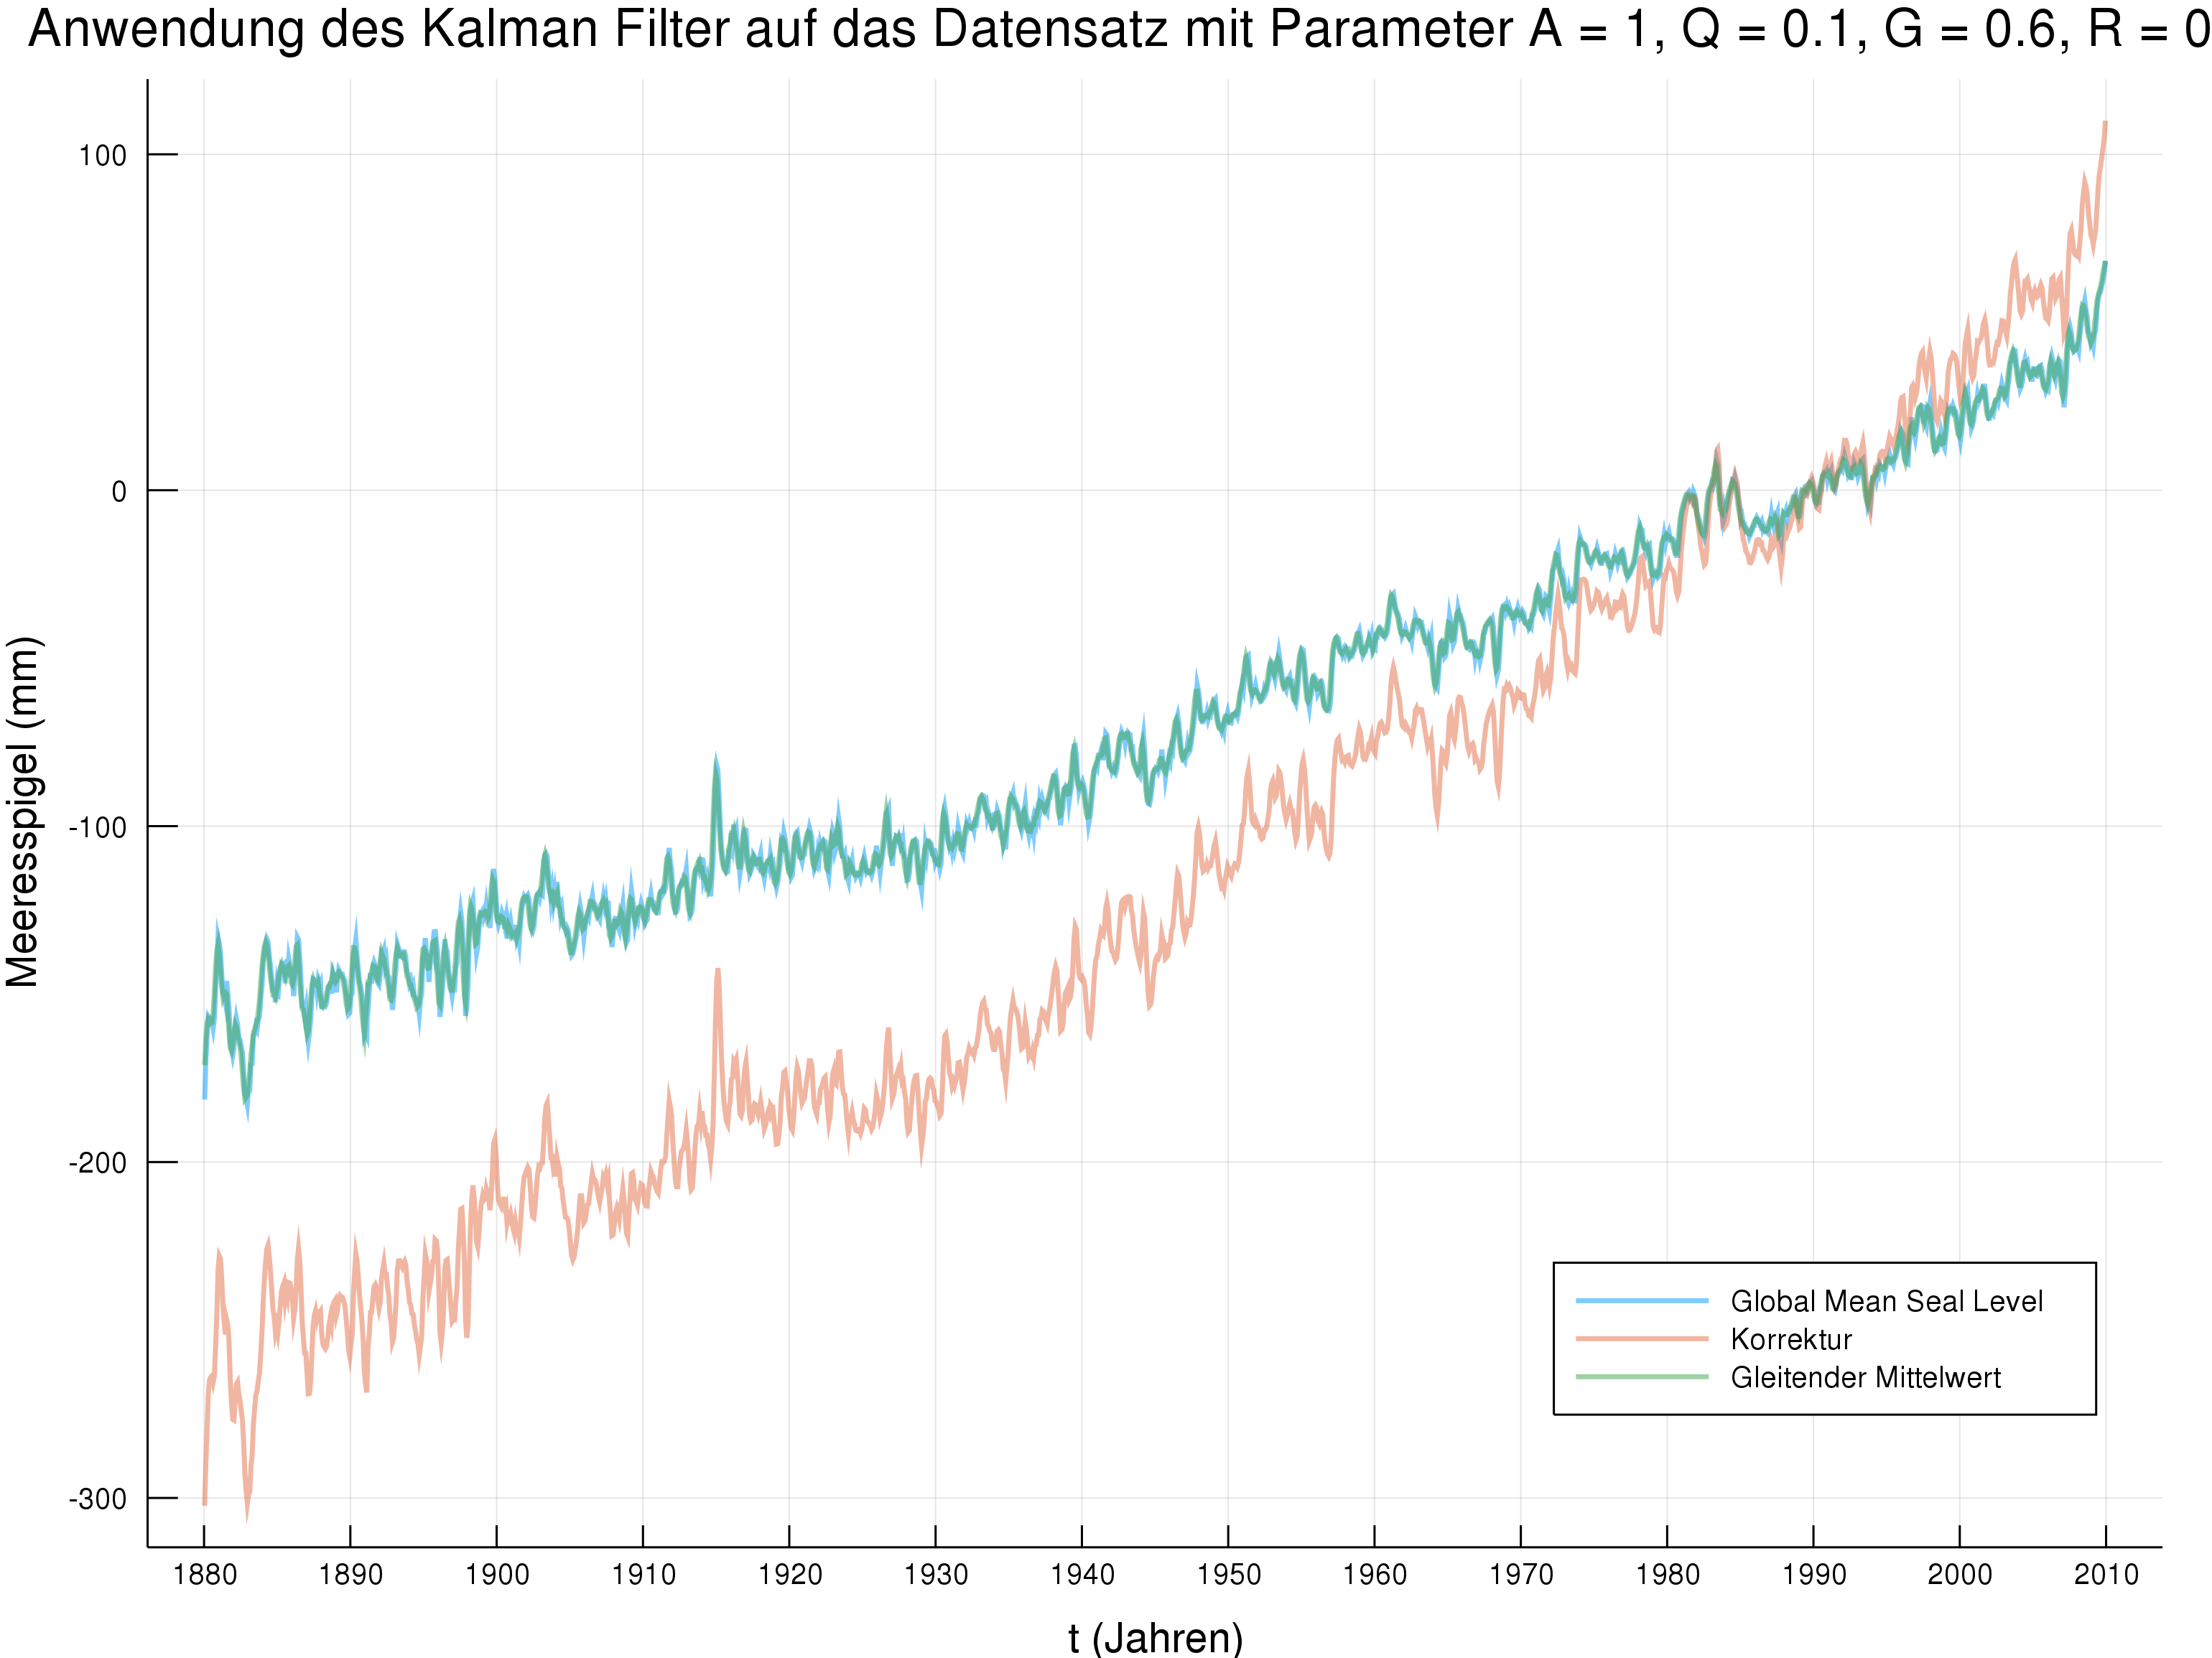 Anwendung des Kalman Filter auf das Datensatz mit Parameter A = 1, Q = 0.1, G = 0.6, R = 0
Meeresspigel (mm)
100
0
-100
-200
-300
Global Mean Seal Level
Korrektur
Gleitender Mittelwert
1880 1890 1900 1910 1920 1930 1940 1950 1960 1970 1980 1990 2000 2010
t (Jahren)